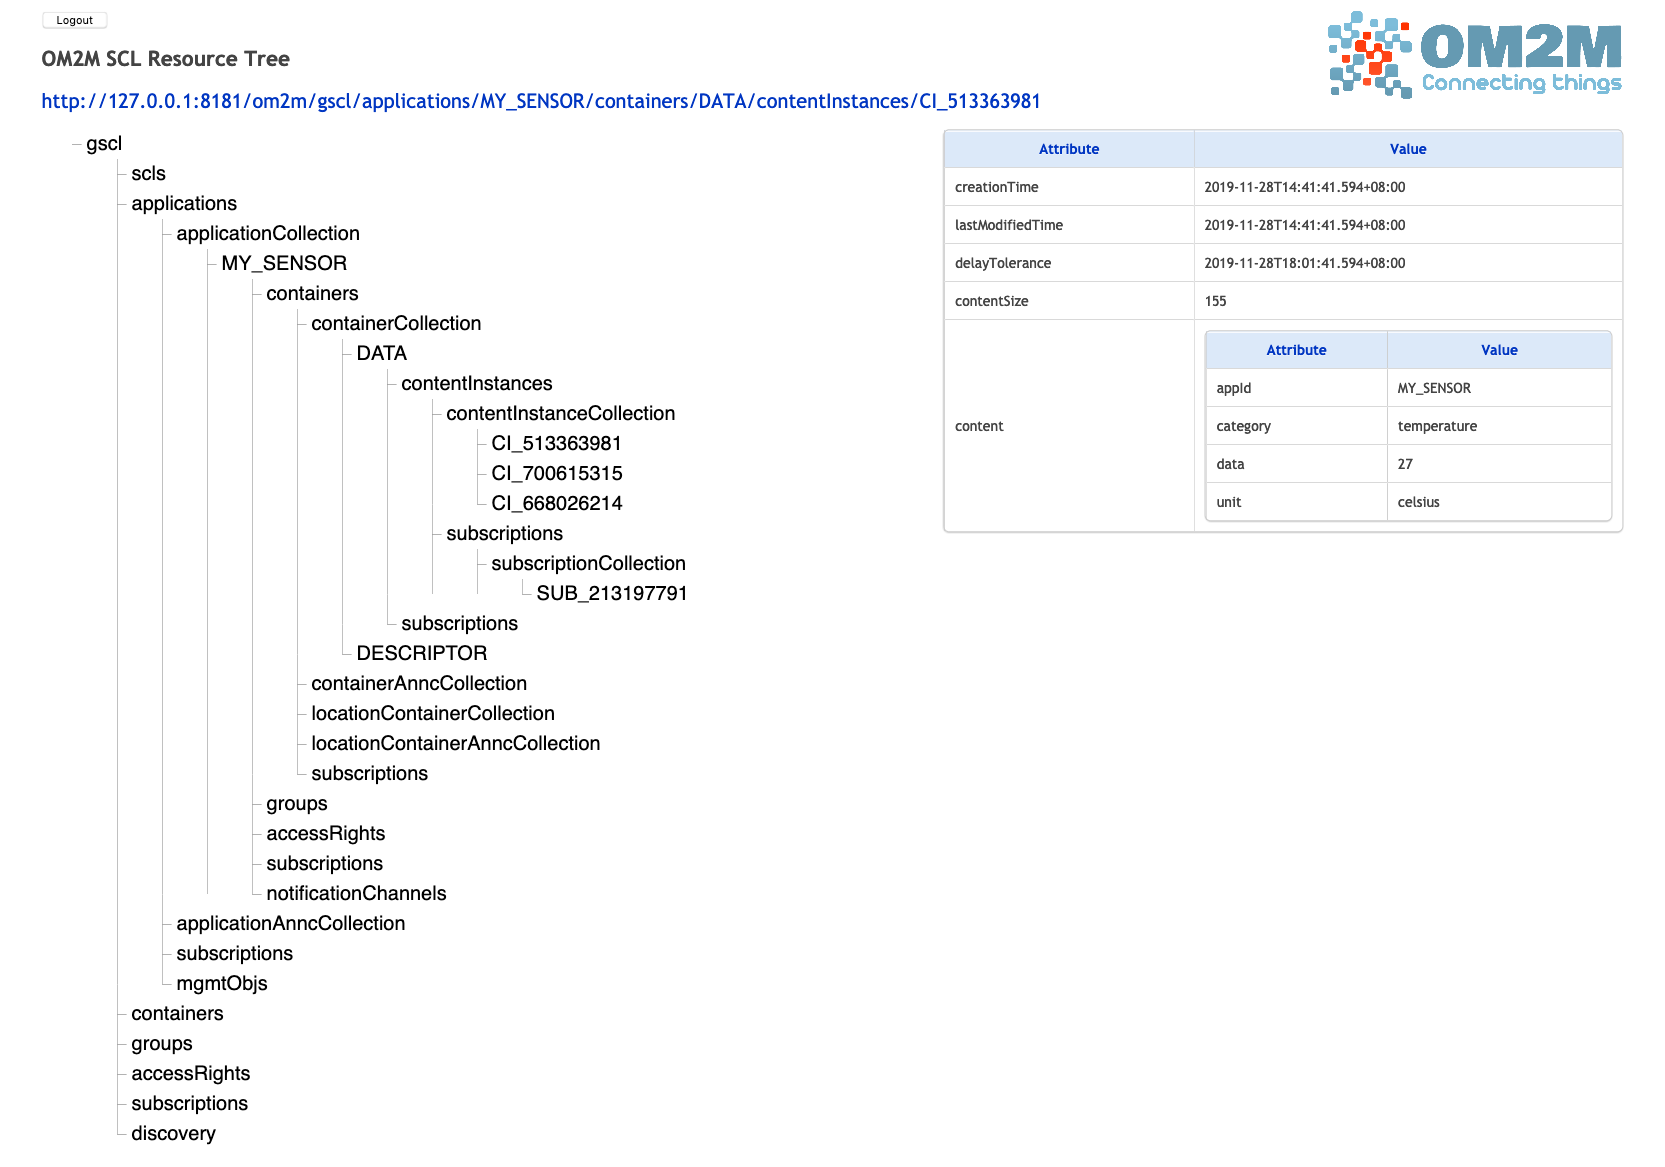 Logout
OM2M SCL Resource Tree
OM2M
Connecting things
http://127.0.0.1:8181/om2m/gscl/applications/MY_SENSOR/containers/DATA/contentInstances/CI_513363981
gscl
scls
applications
applicationCollection
MY_SENSOR
containers
containerCollection
DATA
contentInstances
contentInstanceCollection
CI_513363981
CI_700615315
CI_668026214
subscriptions
subscriptionCollection
SUB_213197791
subscriptions
DESCRIPTOR
containerAnncCollection
locationContainerCollection
locationContainerAnncCollection
subscriptions
groups
accessRights
subscriptions
notificationChannels
applicationAnncCollection
subscriptions
mgmtObjs
containers
groups
accessRights
subscriptions
discovery
Attribute Value
creationTime 2019-11-28T14:41:41.594+08:00
lastModifiedTime 2019-11-28T14:41:41.594+08:00
delayTolerance 2019-11-28T18:01:41.594+08:00
contentSize 155
content
Attribute Value
appId MY_SENSOR
category temperature
data 27
unit celsius